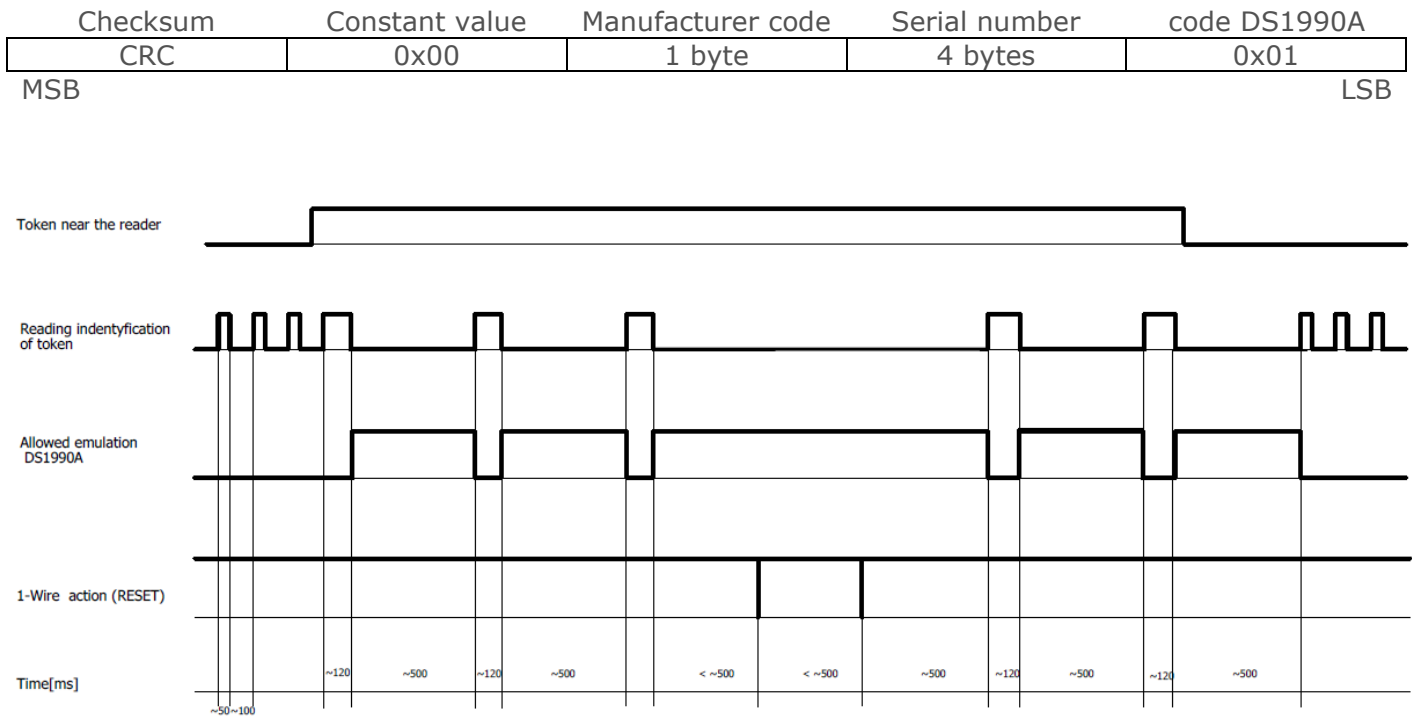 Checksum Constant value Manufacturer code Serial number code DS1990A
CRC 0x00 1 byte 4 bytes 0x01
MSB LSB
Token near the reader
Reading indentyfication
of token
Allowed emulation
DS1990A
1-Wire action (RESET)
Time[ms] ~120 ~500 ~120 ~500 < ~500 < ~500 ~500 ~120 ~500 ~120 ~500
~50 ~100